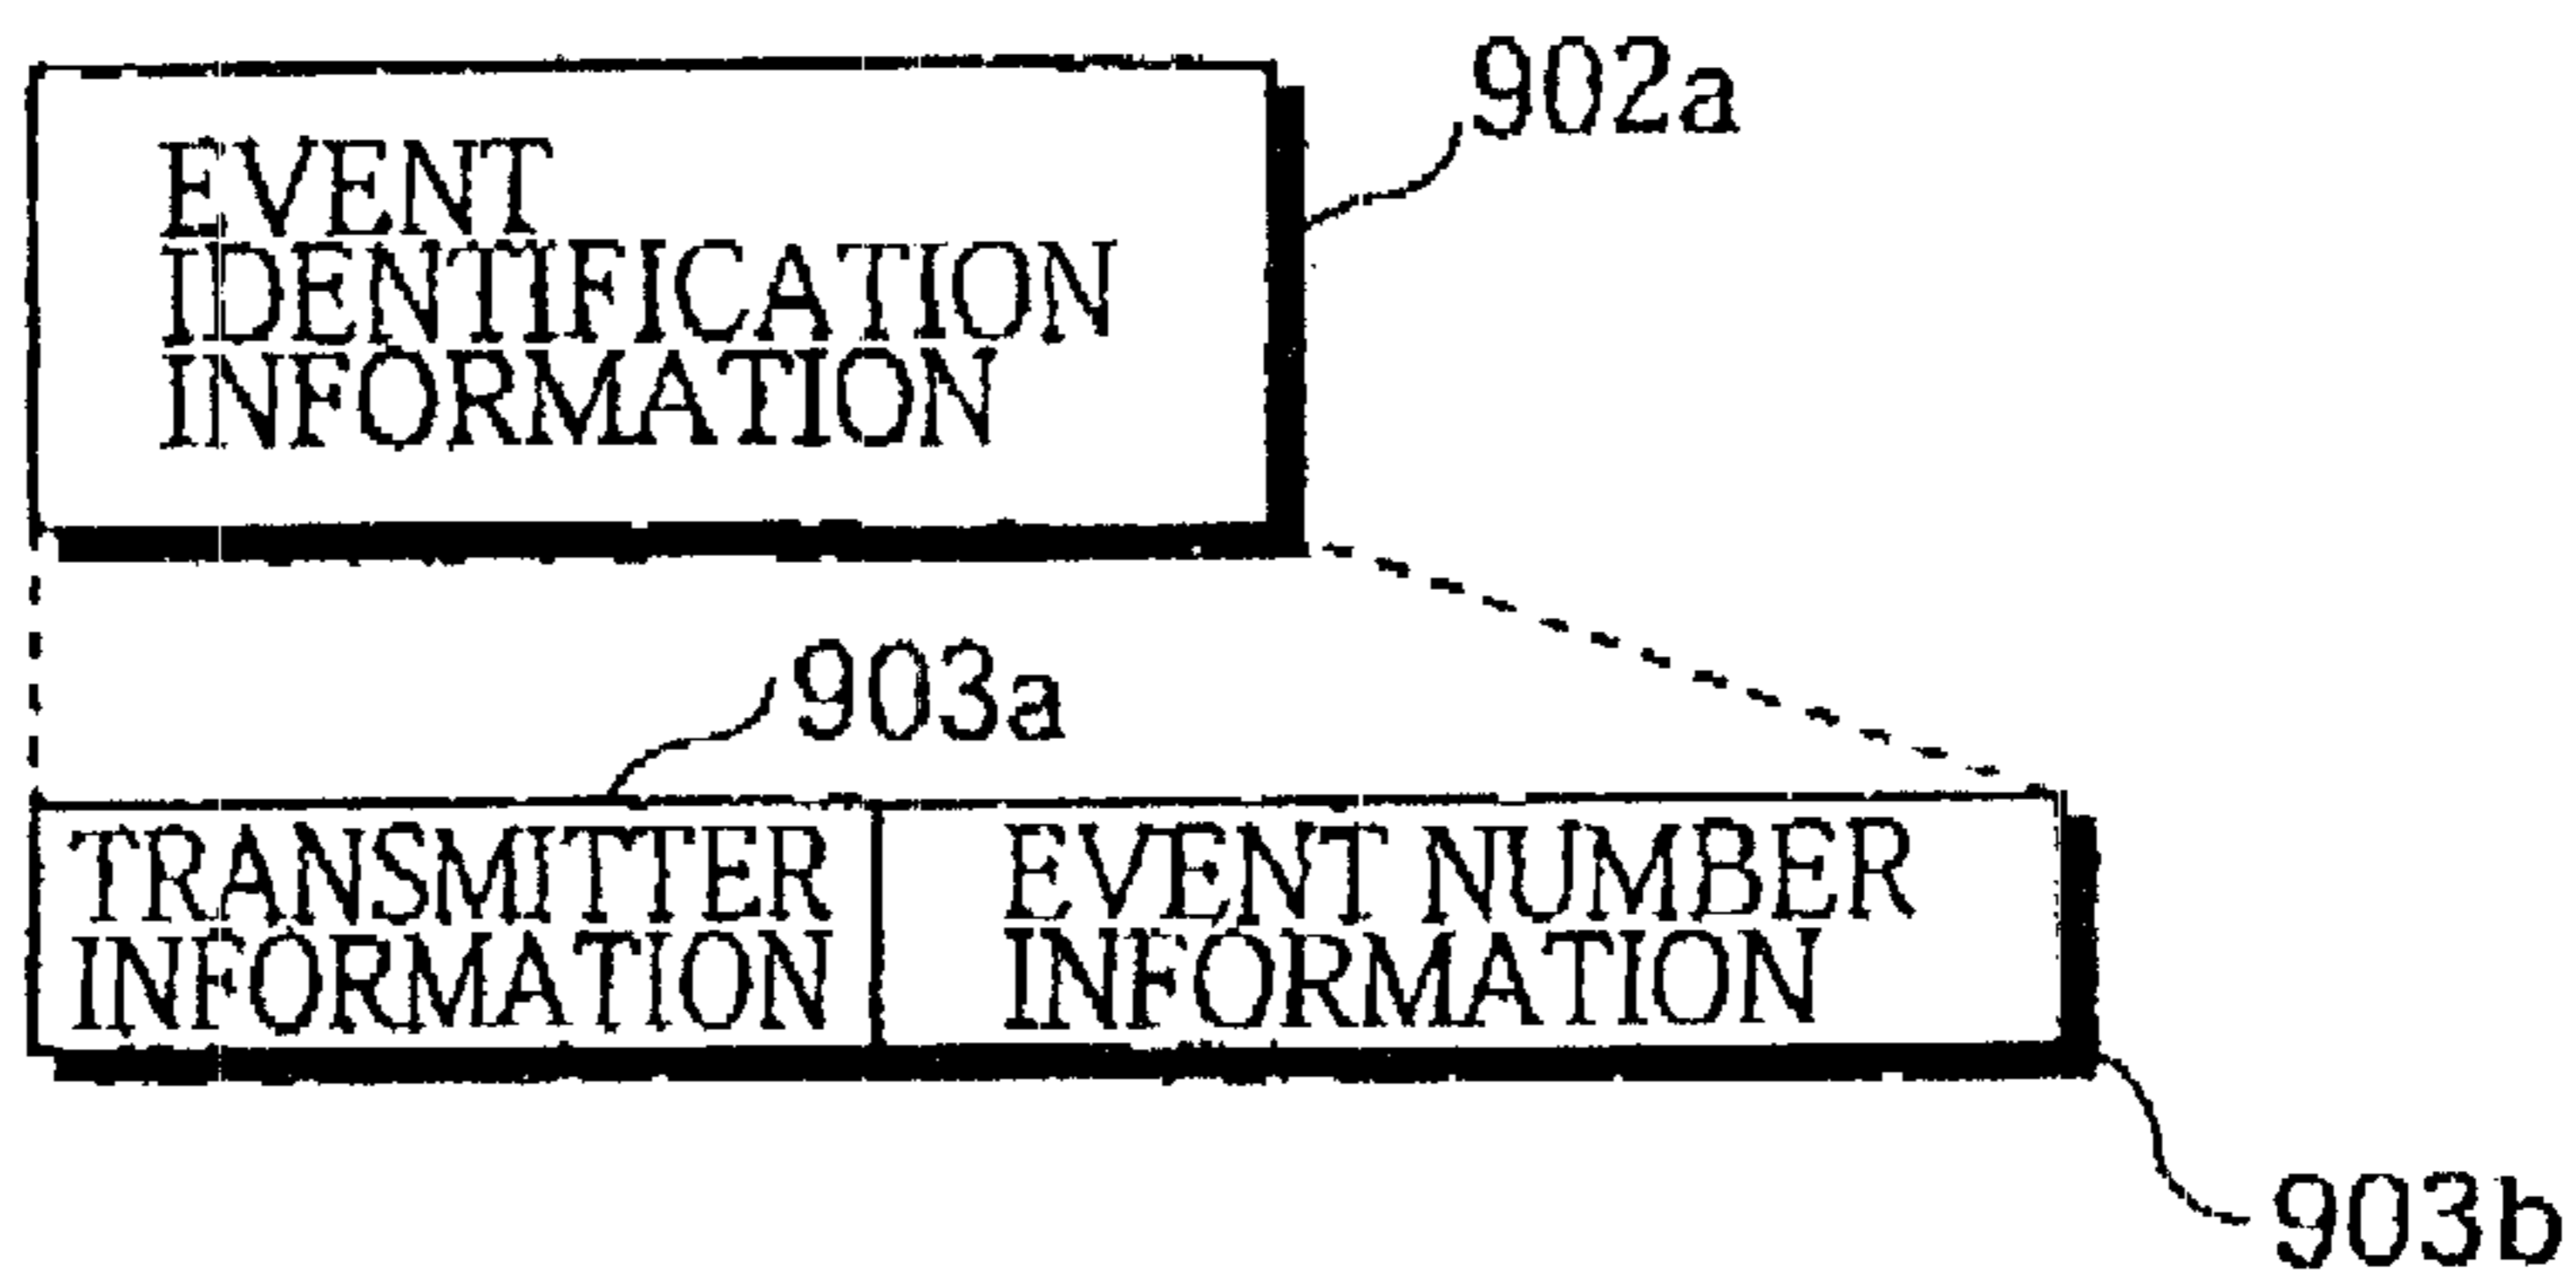 902a
EVENT
IDENTIFICATION
INFORMATION
903a
TRANSMITTER
INFORMATION
EVENT NUMBER
INFORMATION
903b